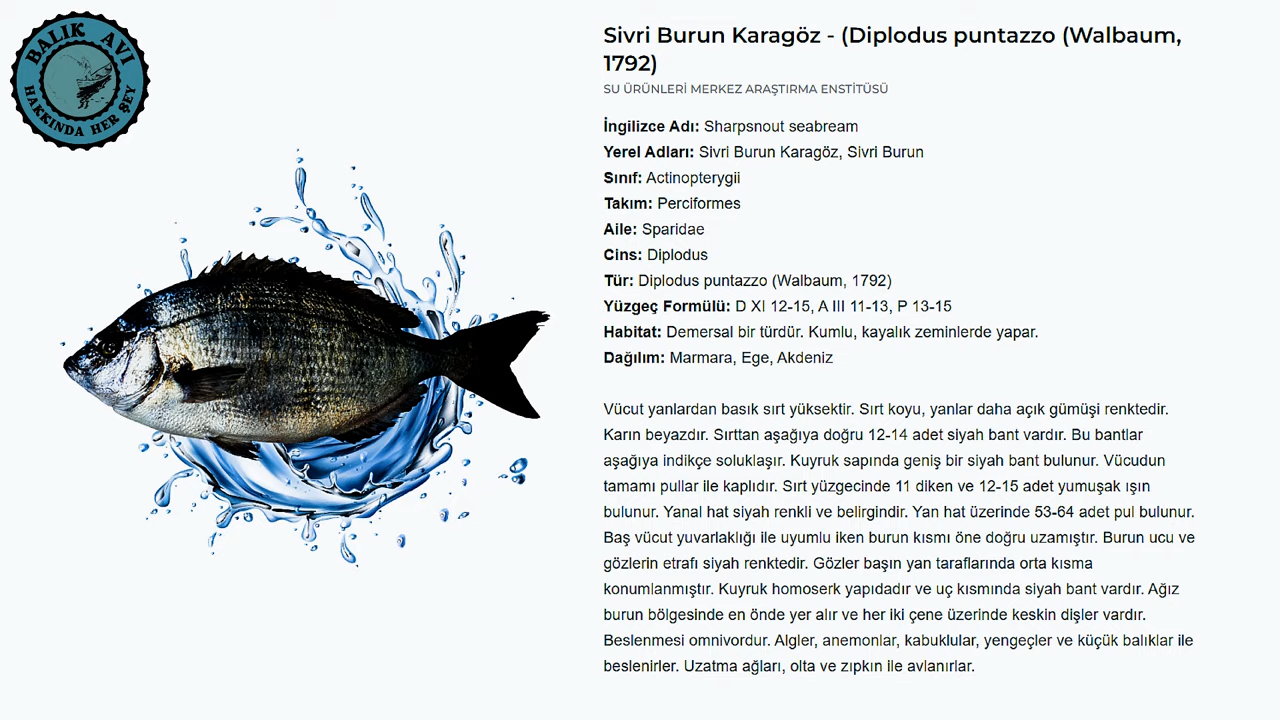 BALIK AVI
HAKKINDA HER ŞEY
Sivri Burun Karagöz - (Diplodus puntazzo (Walbaum,
1792)
SU ÜRÜNLERİ MERKEZ ARAŞTIRMA ENSTİTÜSÜ
İngilizce Adı: Sharpsnout seabream
Yerel Adları: Sivri Burun Karagöz, Sivri Burun
Sınıf: Actinopterygii
Takım: Perciformes
Aile: Sparidae
Cins: Diplodus
Tür: Diplodus puntazzo (Walbaum, 1792)
Yüzgeç Formülü: D XI 12-15, A III 11-13, P 13-15
Habitat: Demersal bir türdür. Kumlu, kayalık zeminlerde yapar.
Dağılım: Marmara, Ege, Akdeniz
Vücut yanlardan basık sırt yüksektir. Sırt koyu, yanlar daha açık gümüşi renktedir.
Karın beyazdır. Sırttan aşağıya doğru 12-14 adet siyah bant vardır. Bu bantlar
aşağıya indikçe soluklaşır. Kuyruk sapında geniş bir siyah bant bulunur. Vücudun
tamamı pullar ile kaplıdır. Sırt yüzgecinde 11 diken ve 12-15 adet yumuşak ışın
bulunur. Yanal hat siyah renkli ve belirgindir. Yan hat üzerinde 53-64 adet pul bulunur.
Baş vücut yuvarlaklığı ile uyumlu iken burun kısmı öne doğru uzamıştır. Burun ucu ve
gözlerin etrafı siyah renktedir. Gözler başın yan taraflarında orta kısma
konumlanmıştır. Kuyruk homoserk yapıdadır ve uç kısmında siyah bant vardır. Ağız
burun bölgesinde en önde yer alır ve her iki çene üzerinde keskin dişler vardır.
Beslenmesi omnivordur. Algler, anemonlar, kabuklular, yengeçler ve küçük balıklar ile
beslenirler. Uzatma ağları, olta ve zıpkın ile avlanırlar.